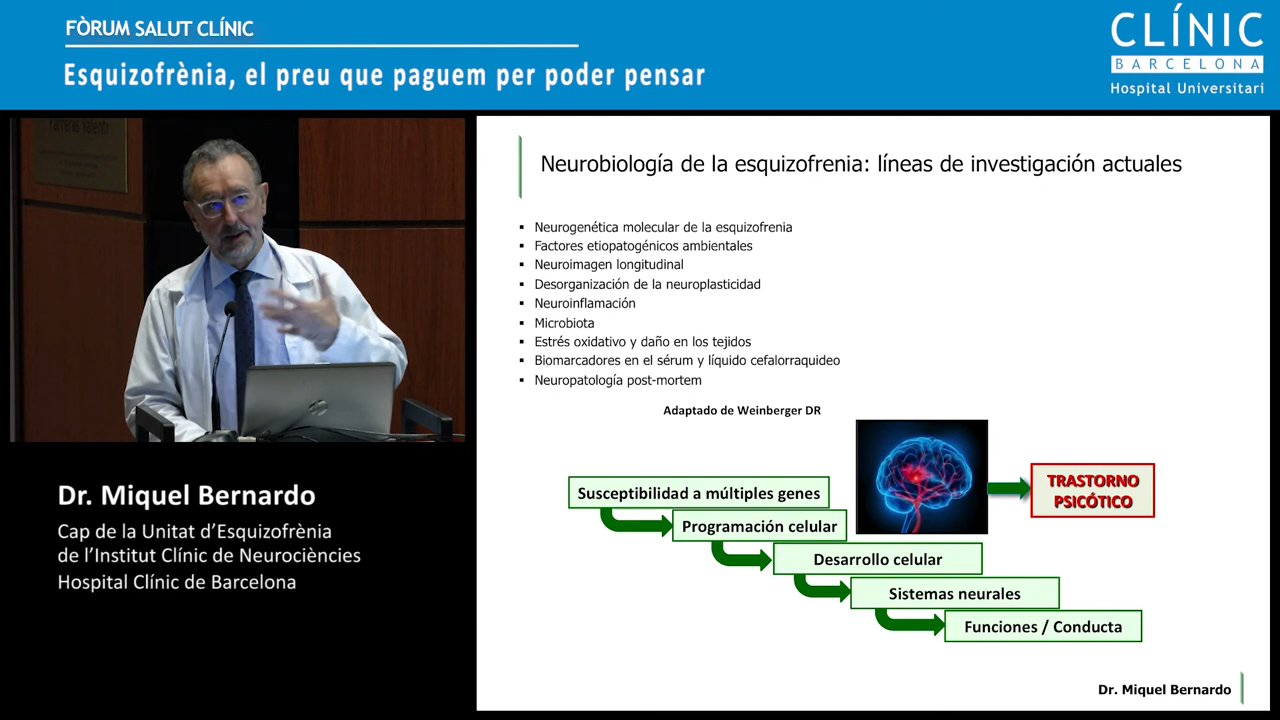 FÒRUM SALUT CLÍNIC
Esquizofrènia, el preu que paguem per poder pensar
CLÍNIC
BARCELONA
Hospital Universitari
Farreras Valentí
Dr. Miquel Bernardo
Cap de la Unitat d’Esquizofrènia
de l’Institut Clínic de Neurociències
Hospital Clínic de Barcelona
Neurobiología de la esquizofrenia: líneas de investigación actuales
▪ Neurogenética molecular de la esquizofrenia
▪ Factores etiopatogénicos ambientales
▪ Neuroimagen longitudinal
▪ Desorganización de la neuroplasticidad
▪ Neuroinflamación
▪ Microbiota
▪ Estrés oxidativo y daño en los tejidos
▪ Biomarcadores en el sérum y líquido cefalorraquideo
▪ Neuropatología post-mortem
Adaptado de Weinberger DR
Susceptibilidad a múltiples genes
Programación celular
Desarrollo celular
Sistemas neurales
Funciones / Conducta
TRASTORNO
PSICÓTICO
Dr. Miquel Bernardo